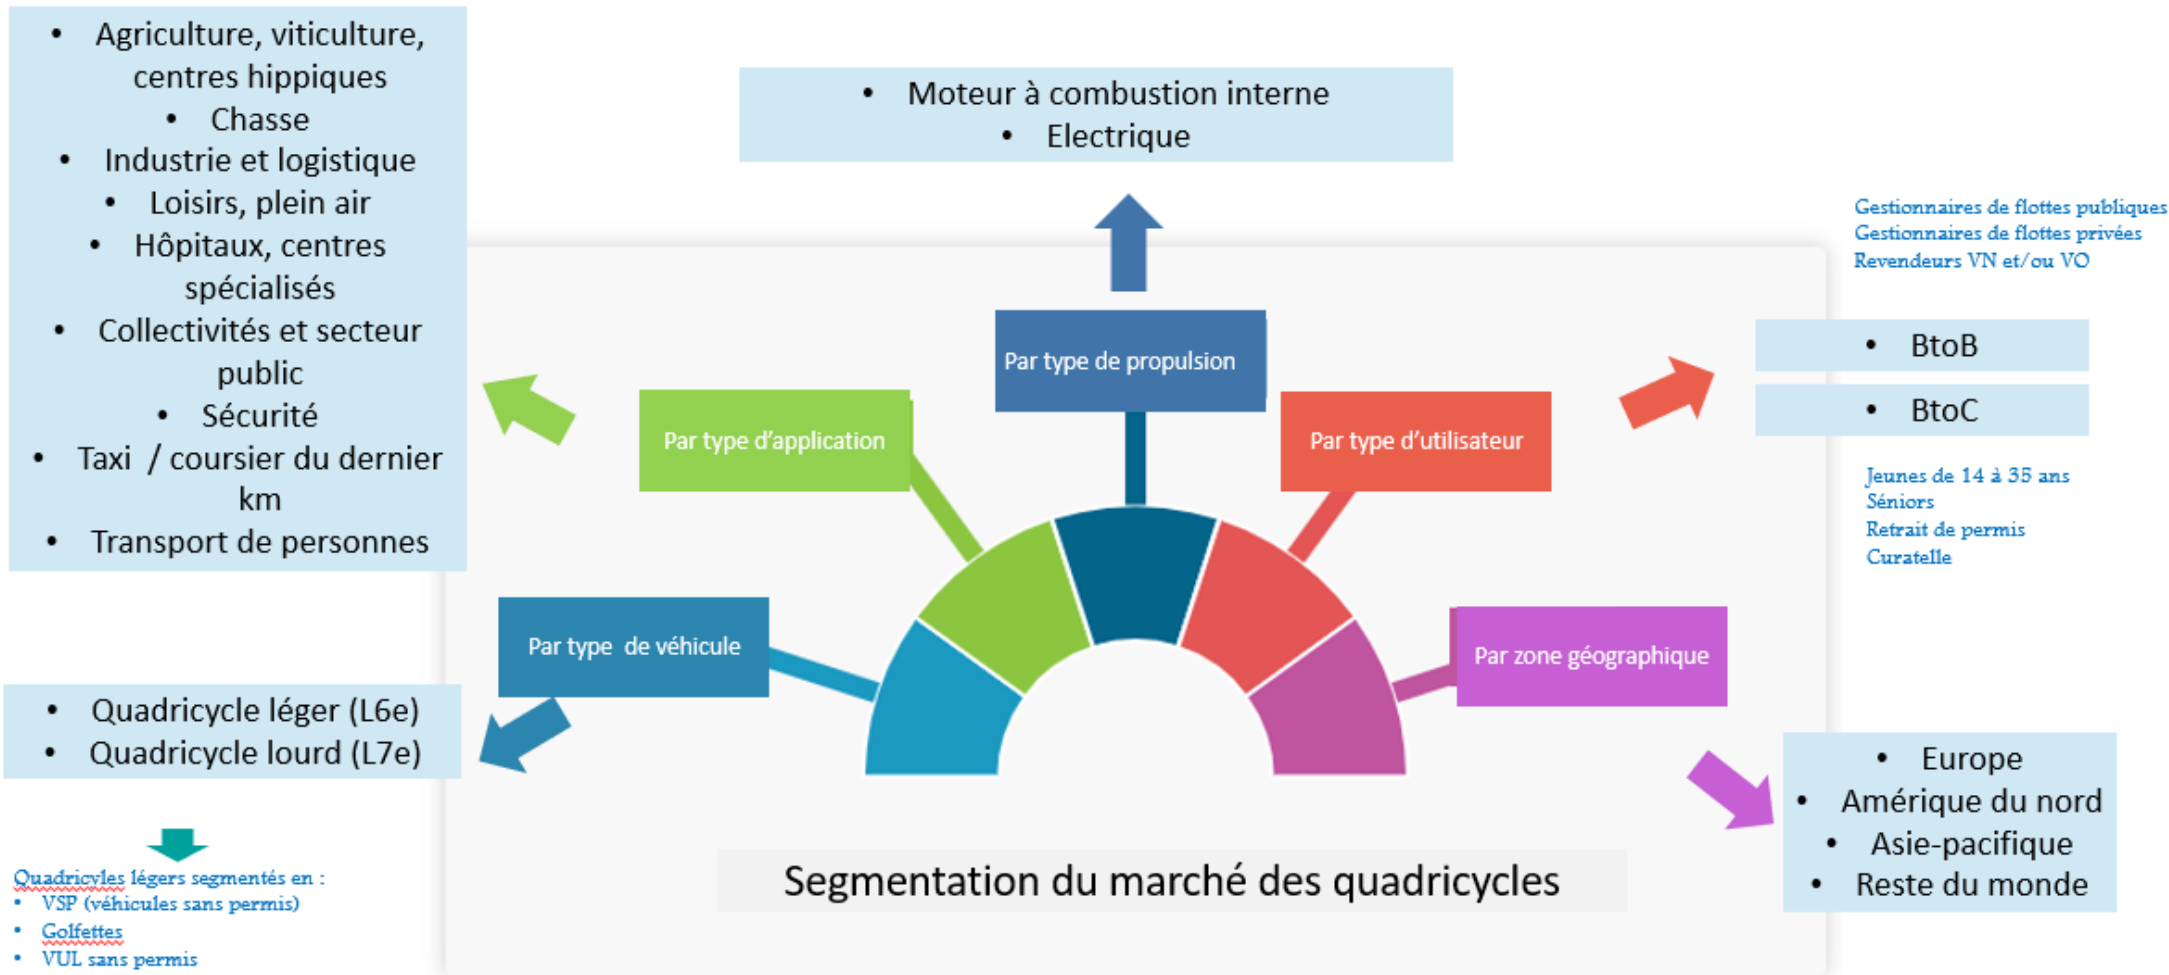 • Agriculture, viticulture,
centres hippiques
• Chasse
• Industrie et logistique
• Loisirs, plein air
• Hôpitaux, centres
spécialisés
• Collectivités et secteur
public
• Sécurité
• Taxi / coursier du dernier
km
• Transport de personnes
• Moteur à combustion interne
• Electrique
Gestionnaires de flottes publiques
Gestionnaires de flottes privées
Revendeurs VN et/ou VO
• BtoB
• BtoC
Jeunes de 14 à 35 ans
Séniors
Retrait de permis
Curatelle
Par type de propulsion
Par type d’application
Par type d’utilisateur
Par type de véhicule
Par zone géographique
• Quadricycle léger (L6e)
• Quadricycle lourd (L7e)
Quadricyles légers segmentés en :
• VSP (véhicules sans permis)
• Golfettes
• VUL sans permis
• Europe
• Amérique du nord
• Asie-pacifique
• Reste du monde
Segmentation du marché des quadricycles